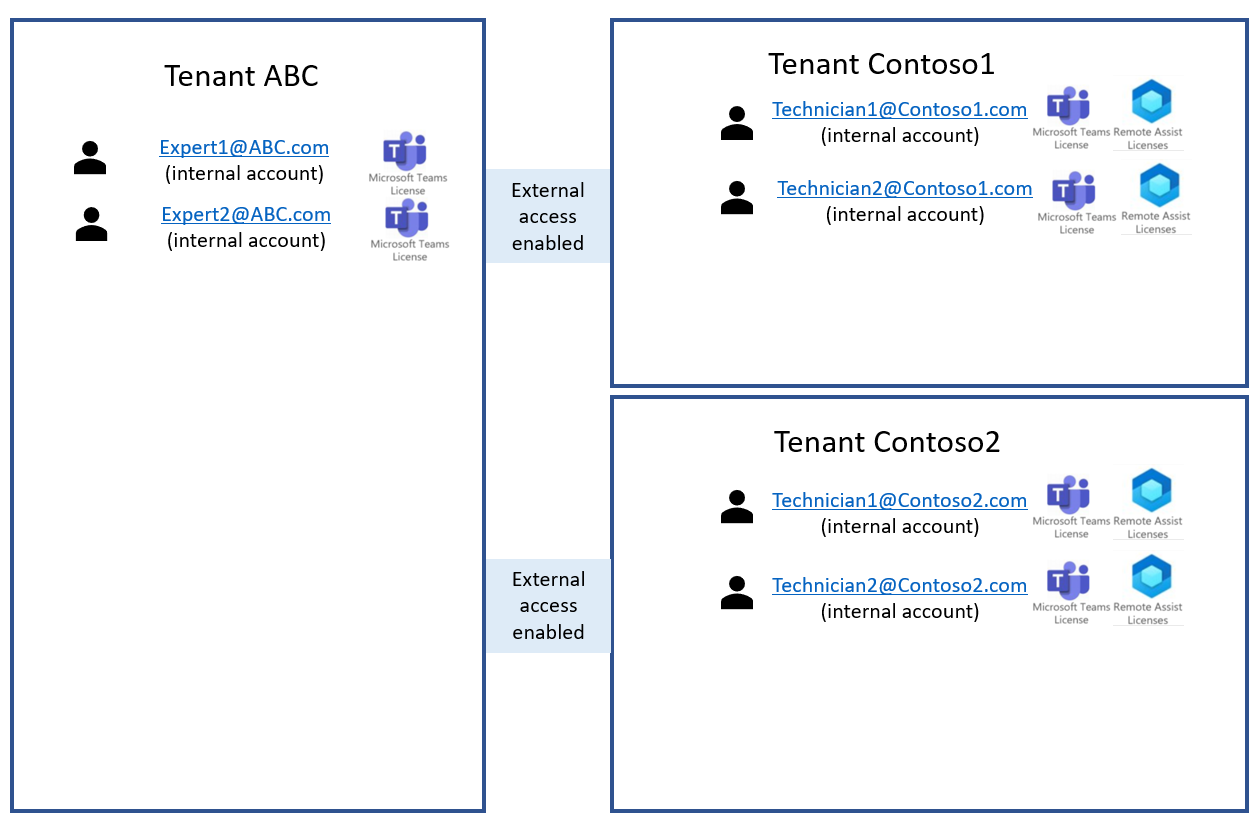 Tenant ABC
Expert1@ABC.com
(internal account)
T
Microsoft Teams
License
Expert2@ABC.com
(internal account)
T
Microsoft Teams
License
External
access
enabled
External
access
enabled
Tenant Contoso1
Technician1@Contoso1.com
(internal account)
T
Microsoft Teams
License
Remote Assist
Licenses
Technician2@Contoso1.com
(internal account)
T
Microsoft Teams
License
Remote Assist
Licenses
Tenant Contoso2
Technician1@Contoso2.com
(internal account)
T
Microsoft Teams
License
Remote Assist
Licenses
Technician2@Contoso2.com
(internal account)
T
Microsoft Teams
License
Remote Assist
Licenses